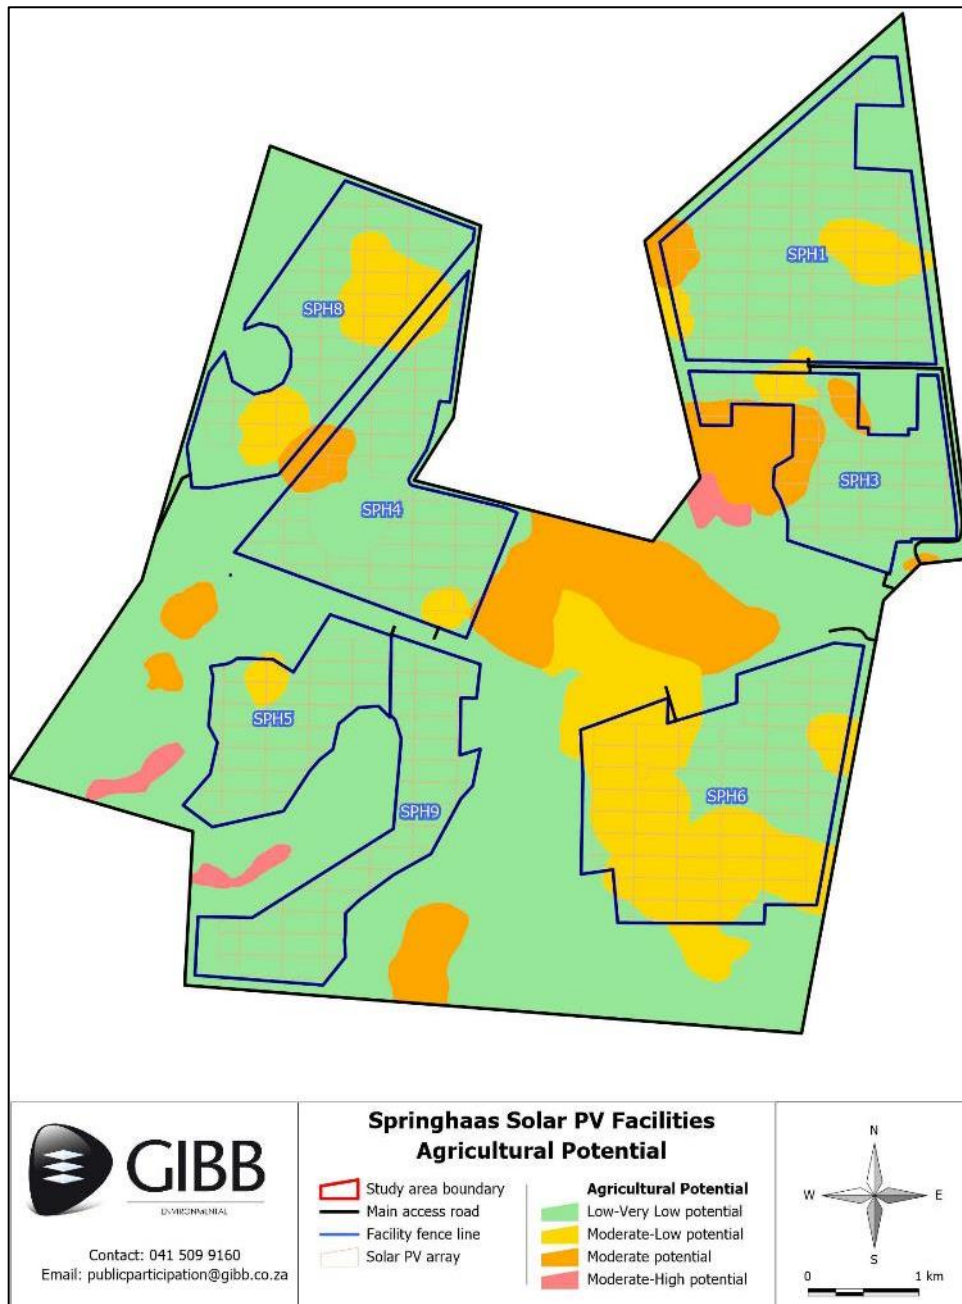 SPH1
SPH8
SPH3
SPH4
SPH5
SPH6
SPH9
GIBB
ENVIRONMENTAL
Contact: 041 509 9160
Email: publicparticipation@gibb.co.za
Springhaas Solar PV Facilities
Agricultural Potential
Study area boundary
Main access road
Facility fence line
Solar PV array
Agricultural Potential
Low-Very Low potential
Moderate-Low potential
Moderate potential
Moderate-High potential
N
W
E
S
0 1 km